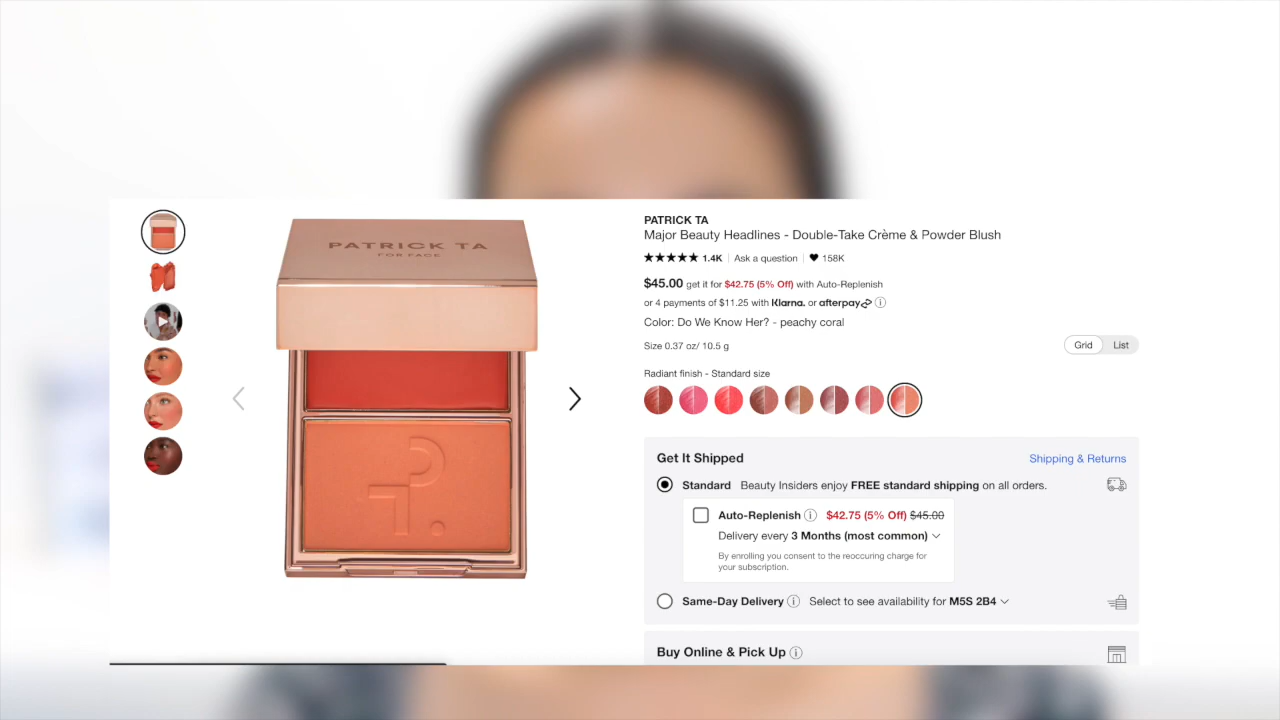 PATRICK TA
FOR FACE
PATRICK TA
Major Beauty Headlines - Double-Take Crème & Powder Blush
1.4K Ask a question 158K
$45.00 get it for $42.75 (5% Off) with Auto-Replenish
or 4 payments of $11.25 with Klarna. or afterpay
Color: Do We Know Her? - peachy coral
Size 0.37 oz/ 10.5 g
Grid List
Radiant finish - Standard size
Get It Shipped
Shipping & Returns
Standard Beauty Insiders enjoy FREE standard shipping on all orders.
Auto-Replenish $42.75 (5% Off) $45.00
Delivery every 3 Months (most common)
By enrolling you consent to the reoccuring charge for
your subscription.
Same-Day Delivery Select to see availability for M5S 2B4
Buy Online & Pick Up